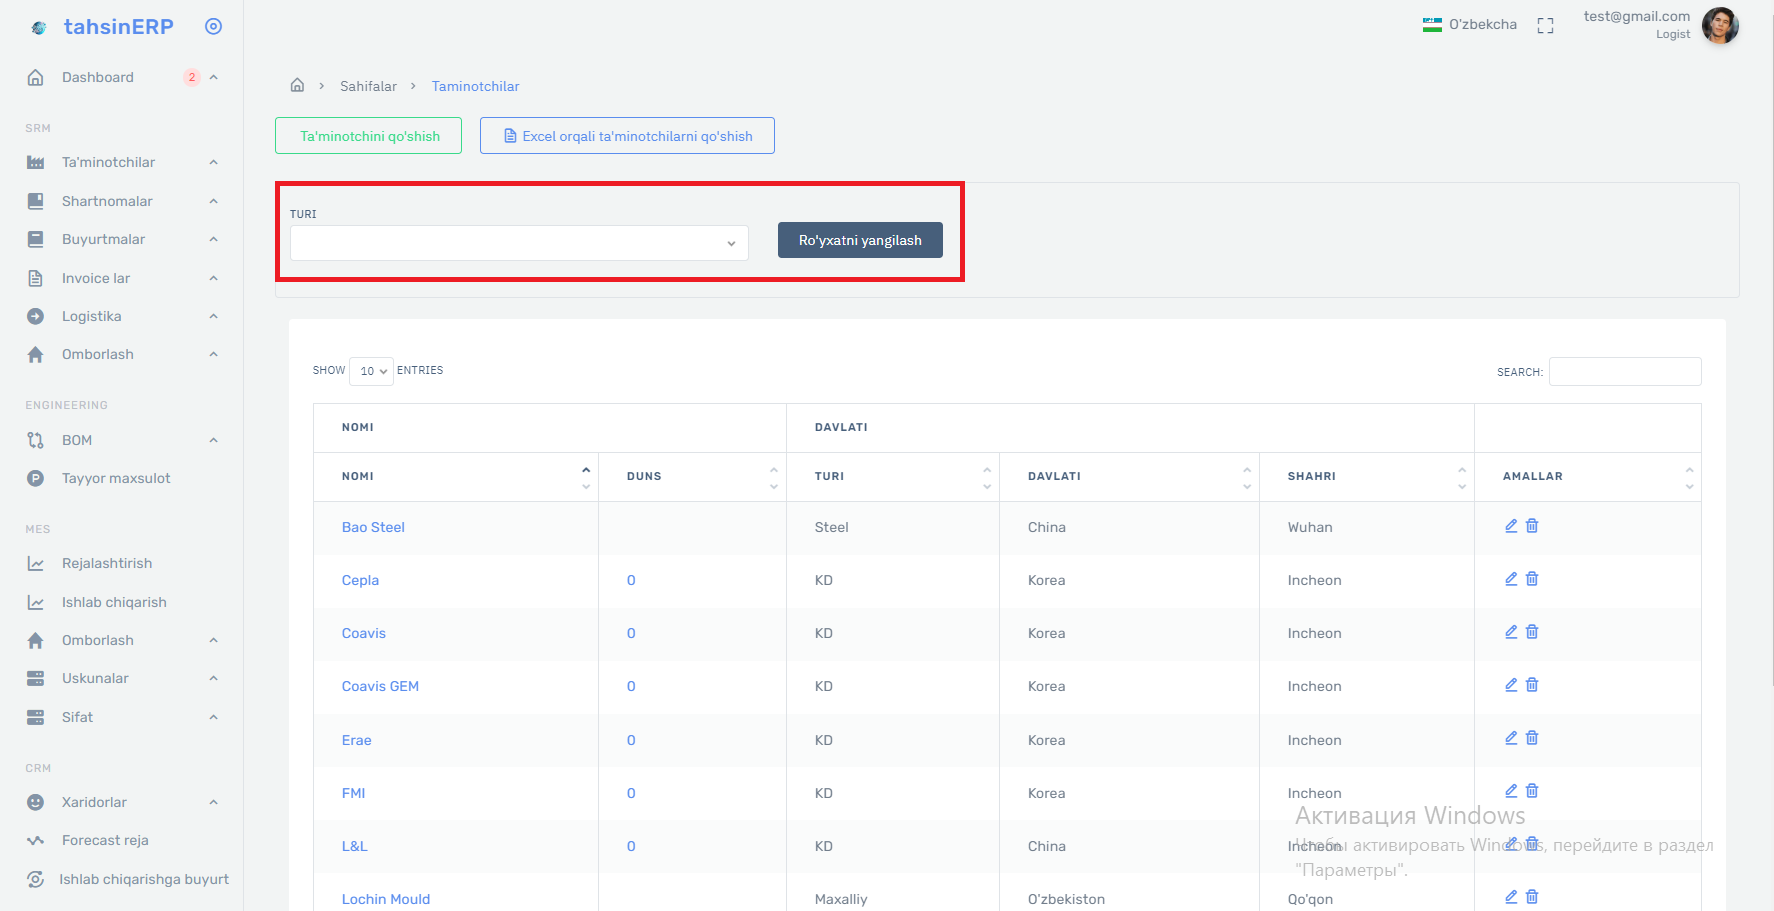 tahsinERP
O'zbekcha
test@gmail.com
Logist
Dashboard 2
SRM
Ta'minotchilar
Shartnomalar
Buyurtmalar
Invoice lar
Logistika
Omborlash
ENGINEERING
BOM
P Tayyor maxsulot
MES
Rejalashtirish
Ishlab chiqarish
Omborlash
Uskunalar
Sifat
CRM
Xaridorlar
Forecast reja
Ishlab chiqarishga buyurt
Sahifalar > Taminotchilar
Ta'minotchini qo'shish
Excel orqali ta'minotchilarni qo'shish
TURI
Ro'yxatni yangilash
SHOW 10 ENTRIES
SEARCH:
NOMI DAVLATI
NOMI DUNS TURI DAVLATI SHAHRI AMALLAR
Bao Steel Steel China Wuhan
Cepla 0 KD Korea Incheon
Coavis 0 KD Korea Incheon
Coavis GEM 0 KD Korea Incheon
Erae 0 KD Korea Incheon
FMI 0 KD Korea Incheon
L&L 0 KD China Incheon
Lochin Mould Maxalliy O'zbekiston Qo'qon
Активация Windows
Чтобы активировать Windows, перейдите в раздел
"Параметры".